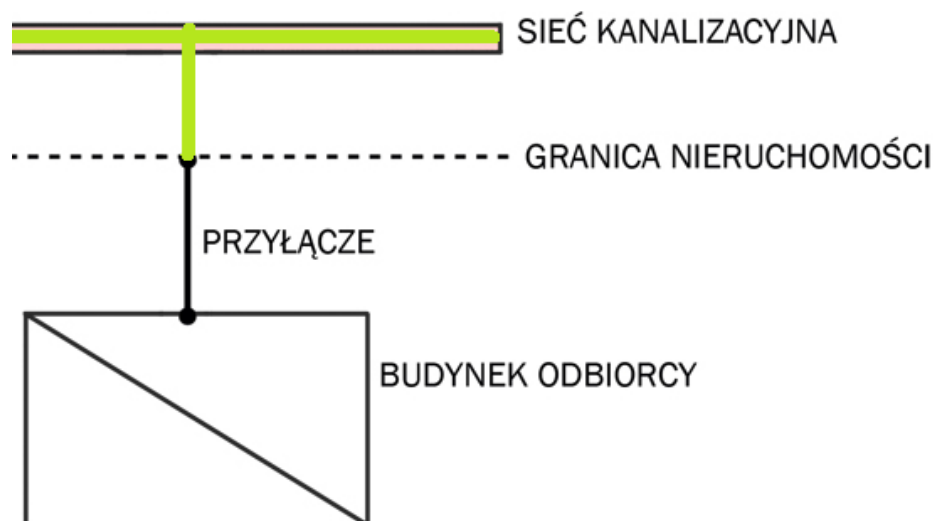 SIEĆ KANALIZACYJNA
GRANICA NIERUCHOMOŚCI
PRZYŁĄCZE
BUDYNEK ODBIORCY